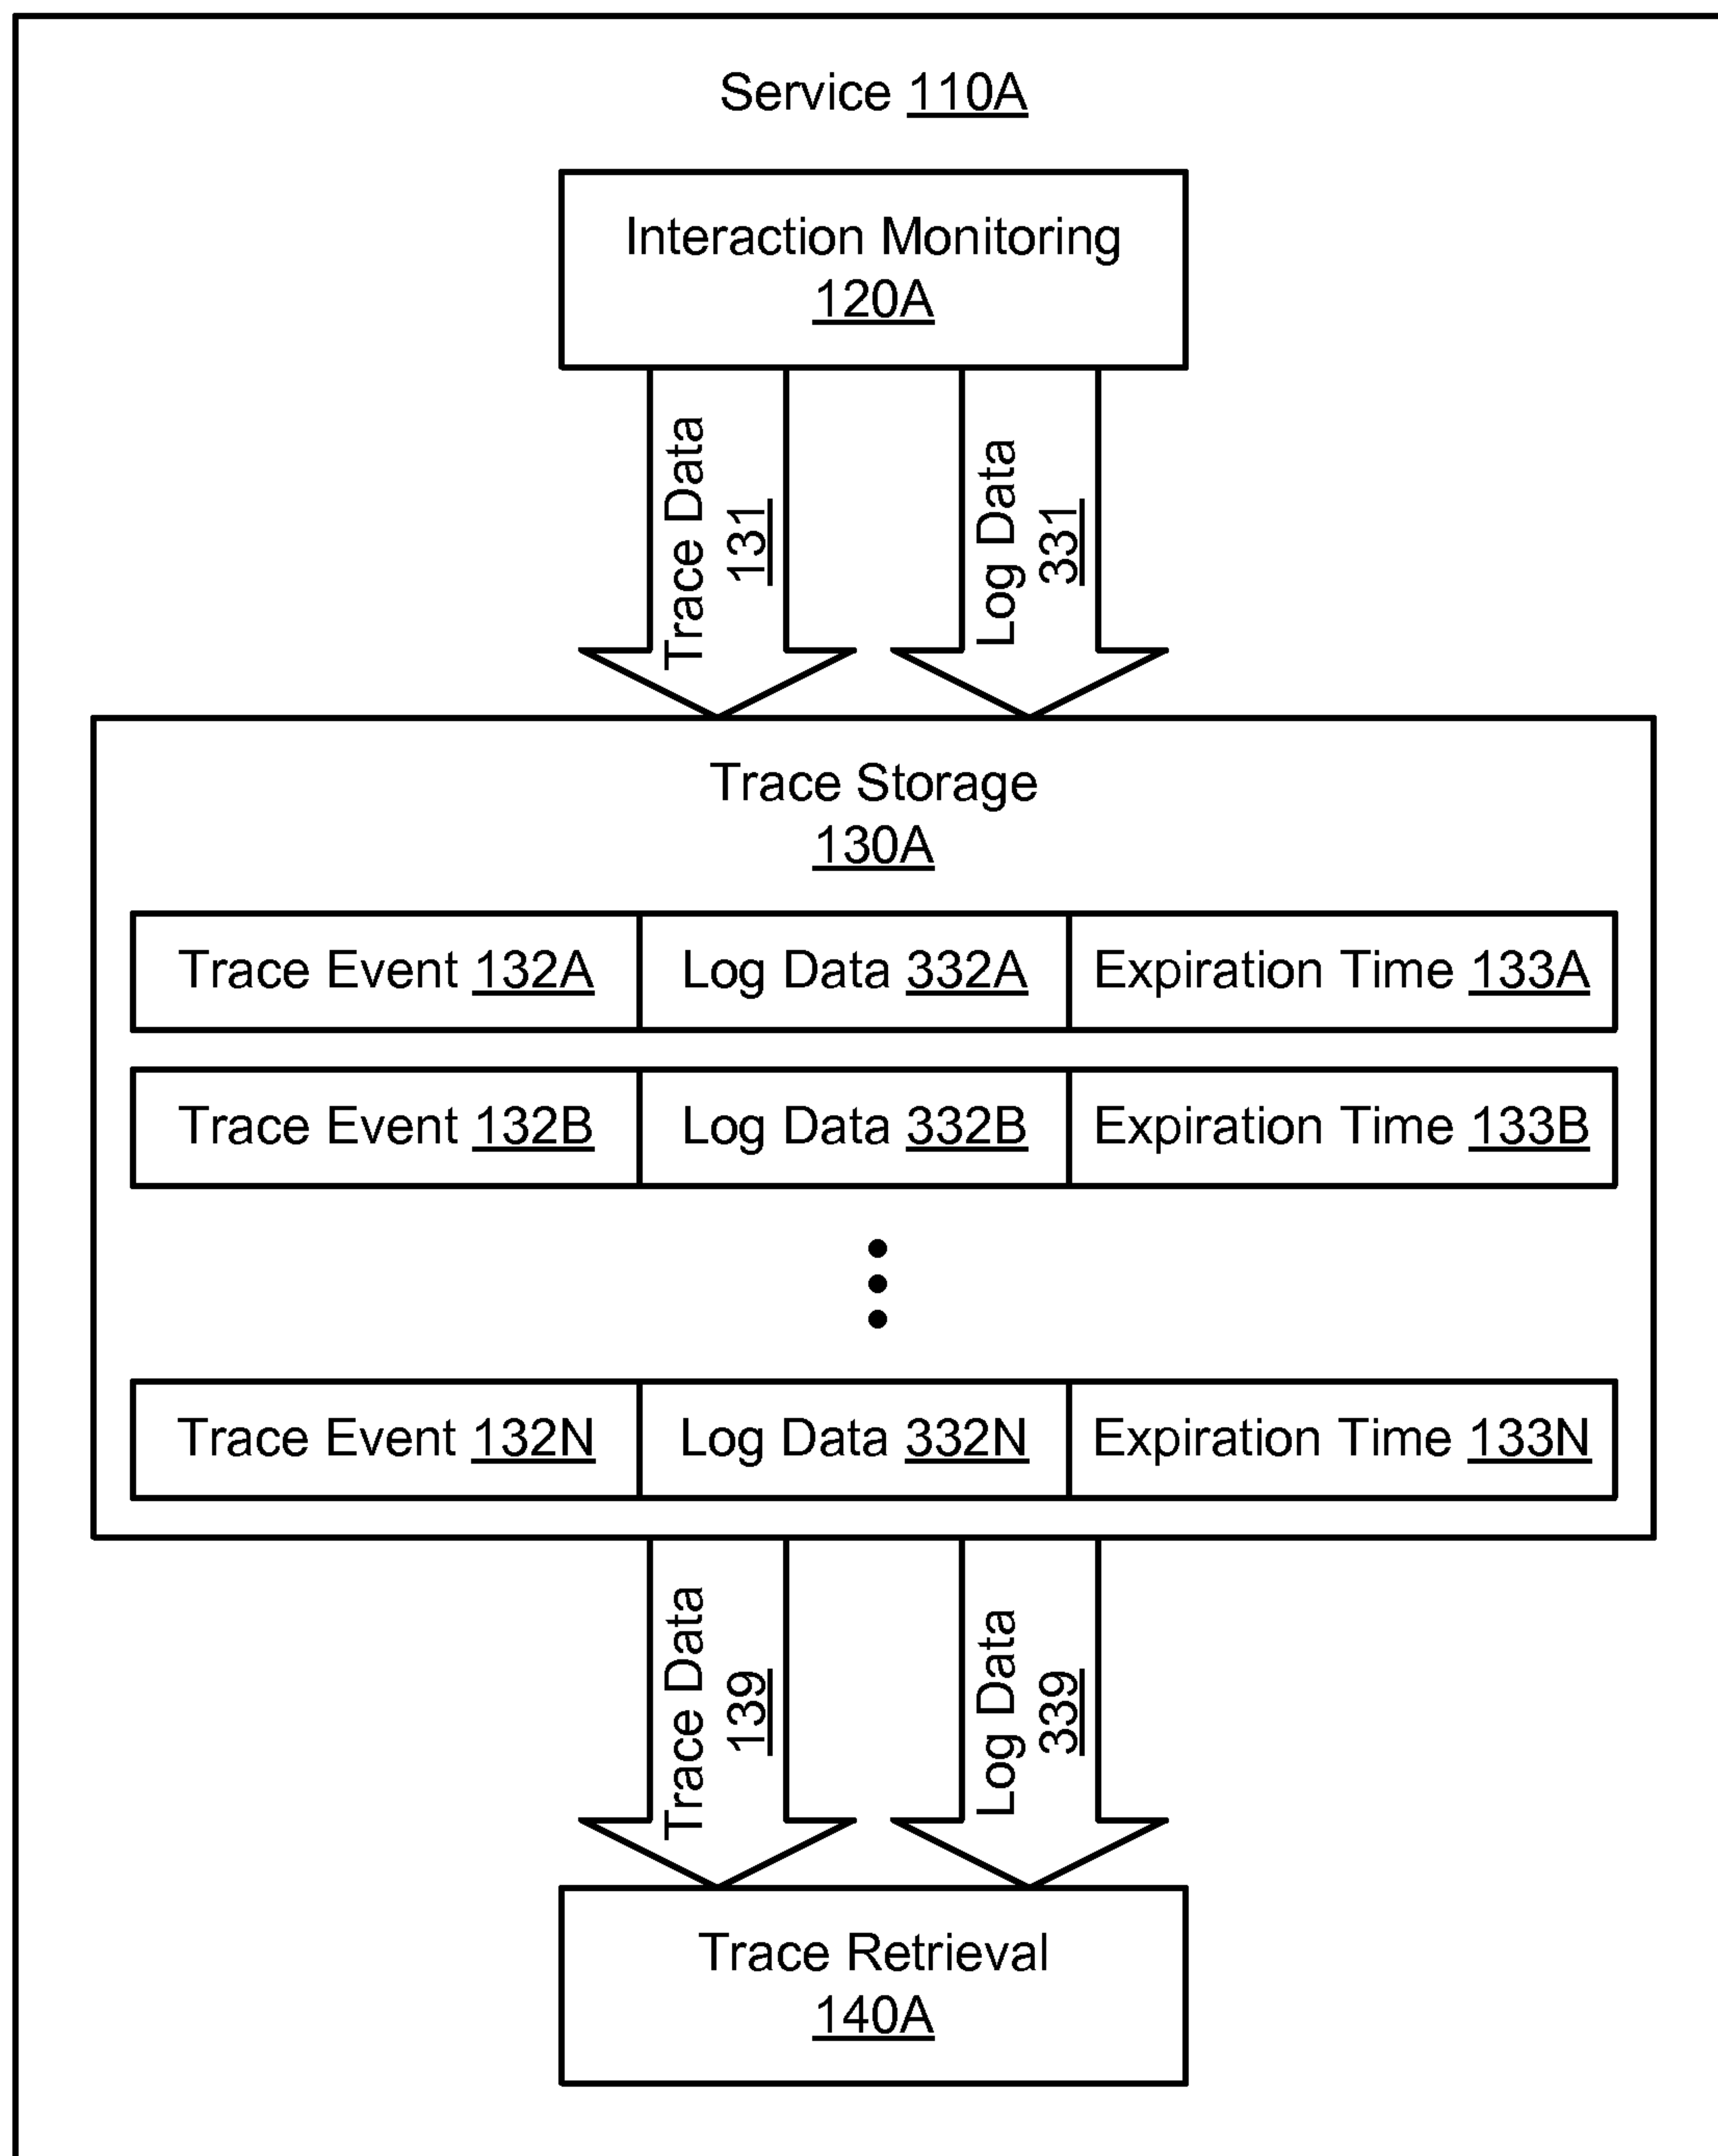 Service 110A
Interaction Monitoring
120A
Trace Data
131
Log Data
331
Trace Storage
130A
Trace Event 132A
Log Data 332A
Expiration Time 133A
Trace Event 132B
Log Data 332B
Expiration Time 133B
Trace Event 132N
Log Data 332N
Expiration Time 133N
Trace Data
139
Log Data
339
Trace Retrieval
140A